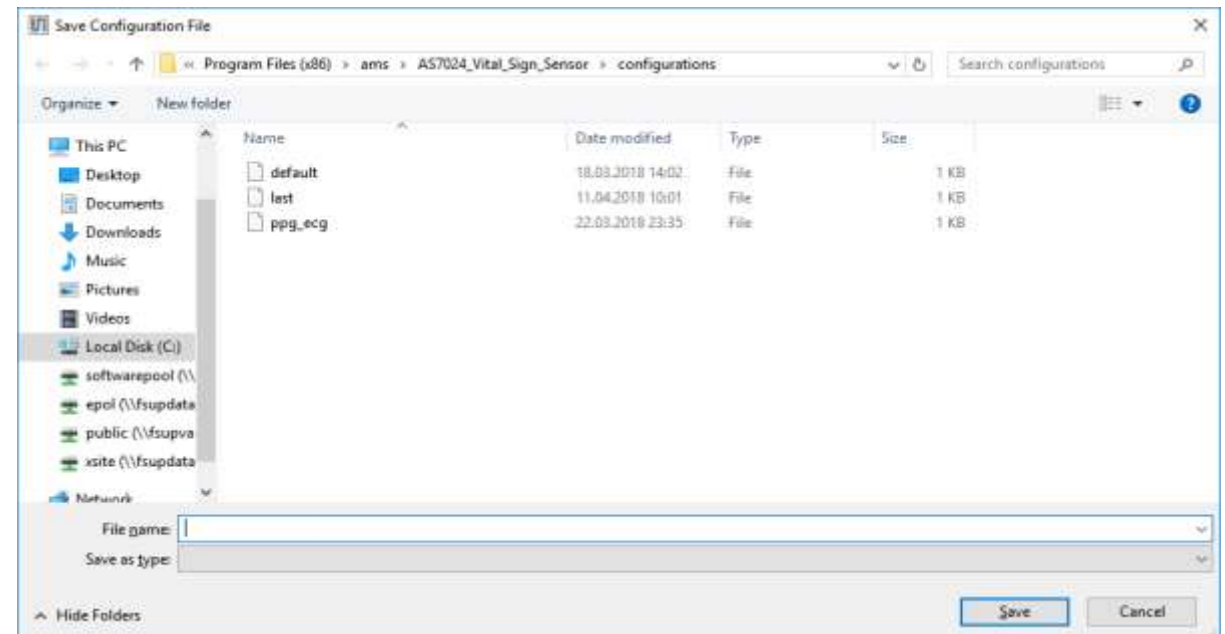 Save Configuration File
« Program Files (x86) › ams › AS7024_Vital_Sign_Sensor › configurations
Search configurations
Organize
New folder
Name Date modified Type Size
This PC
Desktop
Documents
Downloads
Music
Pictures
Videos
Local Disk (C:)
softwarepool (\\
epol (\\fsupdata
public (\\fsupva
xsite (\\fsupdata
Network
default 18.03.2018 14:02 File 1 KB
last 11.04.2018 10:01 File 1 KB
ppg_ecg 22.03.2018 23:35 File 1 KB
File name:
Save as type:
Hide Folders
Save
Cancel